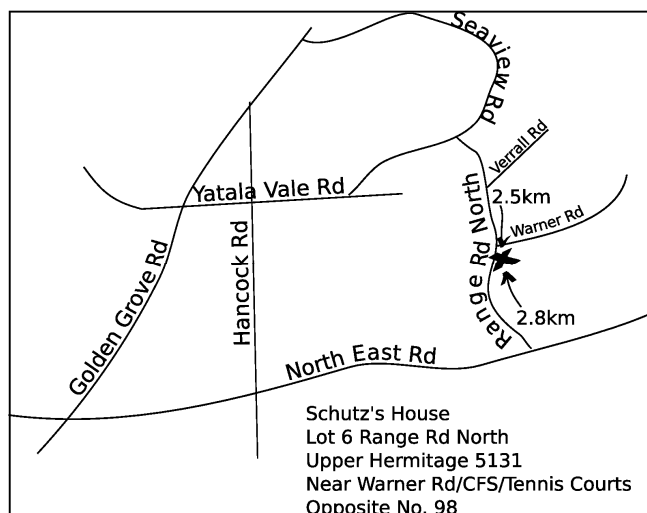 Seaview Rd
Verrall Rd
Yatala Vale Rd
2.5km
Warner Rd
Range Rd North
Hancock Rd
Golden Grove Rd
2.8km
North East Rd
Schutz's House
Lot 6 Range Rd North
Upper Hermitage 5131
Near Warner Rd/CFS/Tennis Courts
Opposite No. 98